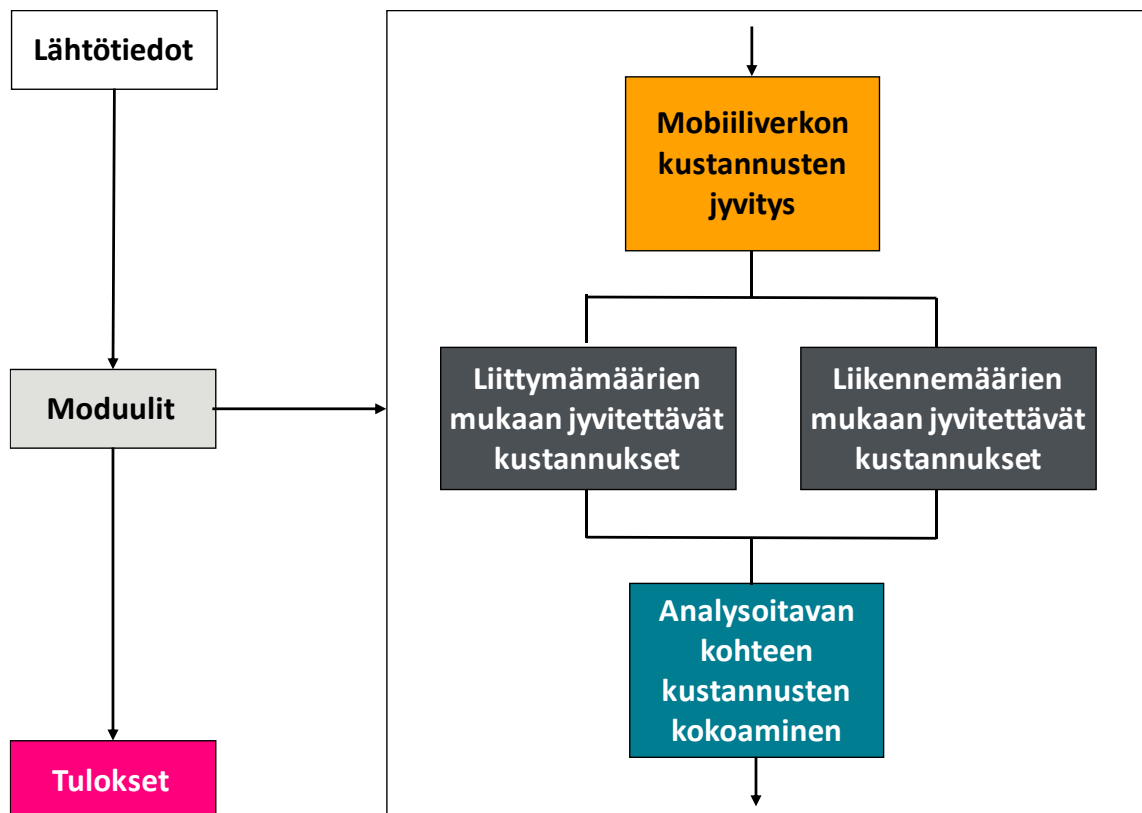 Lähtötiedot
Moduulit
Tulokset
Mobiiliverkon
kustannusten
jyvitys
Liittymämäärien
mukaan jyvitettävät
kustannukset
Liikennemäärien
mukaan jyvitettävät
kustannukset
Analysoitavan
kohteen
kustannusten
kokoaminen